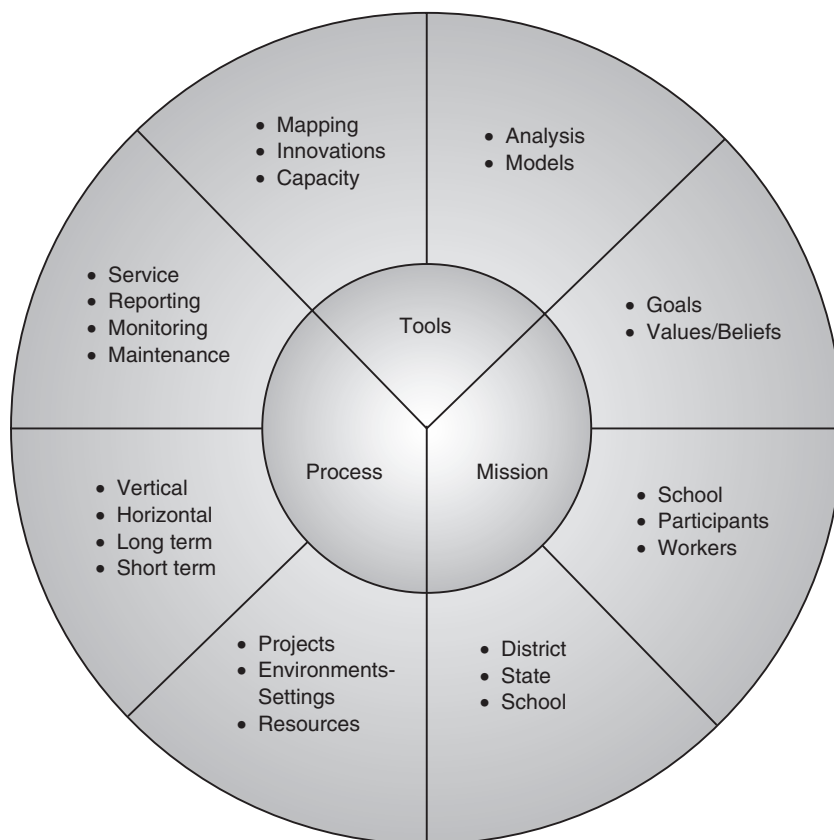 • Mapping
• Innovations
• Capacity
• Analysis
• Models
• Service
• Reporting
• Monitoring
• Maintenance
Tools
• Goals
• Values/Beliefs
Process
Mission
• Vertical
• Horizontal
• Long term
• Short term
• School
• Participants
• Workers
• Projects
• Environments-
Settings
• Resources
• District
• State
• School